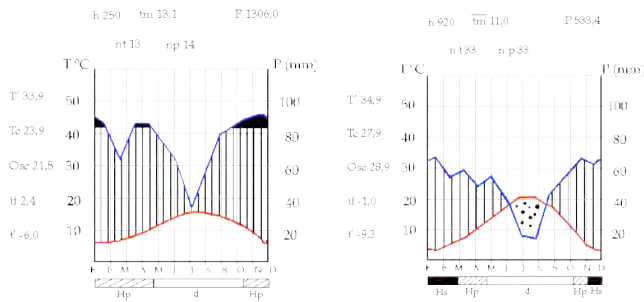 h 250 tm 13,1 P 1306,0
nt 13 np 14
T °C P (mm)
T' 33,9
Tc 23,9
Osc 21,5
tf 2,4
t' -6,0
50
40
30
20
10
100
80
60
40
20
E F M A M J J A S O N D
Hp d Hp
h 920 tm 11,0 P 533,4
nt 33 np 33
T °C P (mm)
T' 34,9
Tc 27,9
Osc 28,9
tf -1,0
t' -9,3
50
40
30
20
10
100
80
60
40
20
E F M A M J J A S O N D
Hs Hp d Hp Hs